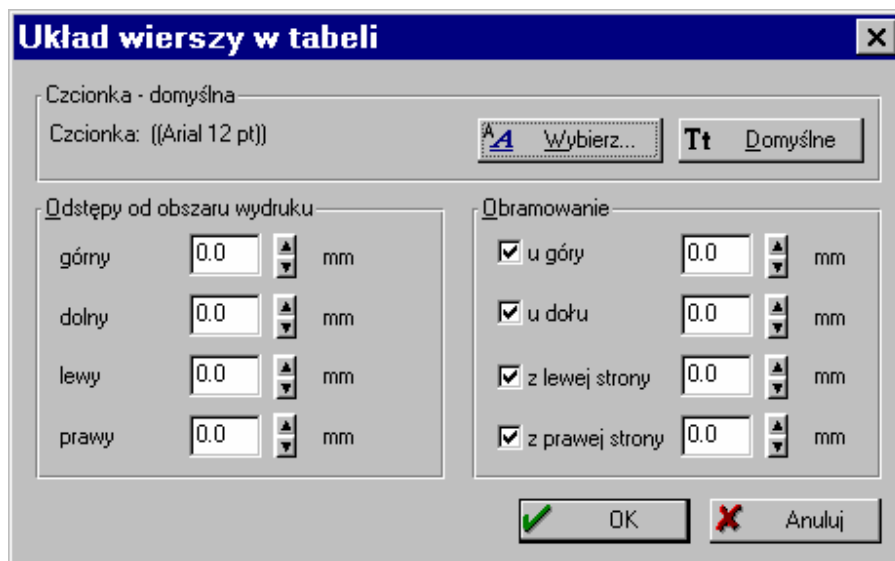 Układ wierszy w tabeli
Czcionka - domyślna
Czcionka: ((Arial 12 pt))
AA Wybierz...
Tt Domyślne
Odstępy od obszaru wydruku
górny 0.0 mm
dolny 0.0 mm
lewy 0.0 mm
prawy 0.0 mm
Obramowanie
u góry 0.0 mm
u dołu 0.0 mm
z lewej strony 0.0 mm
z prawej strony 0.0 mm
OK
Anuluj